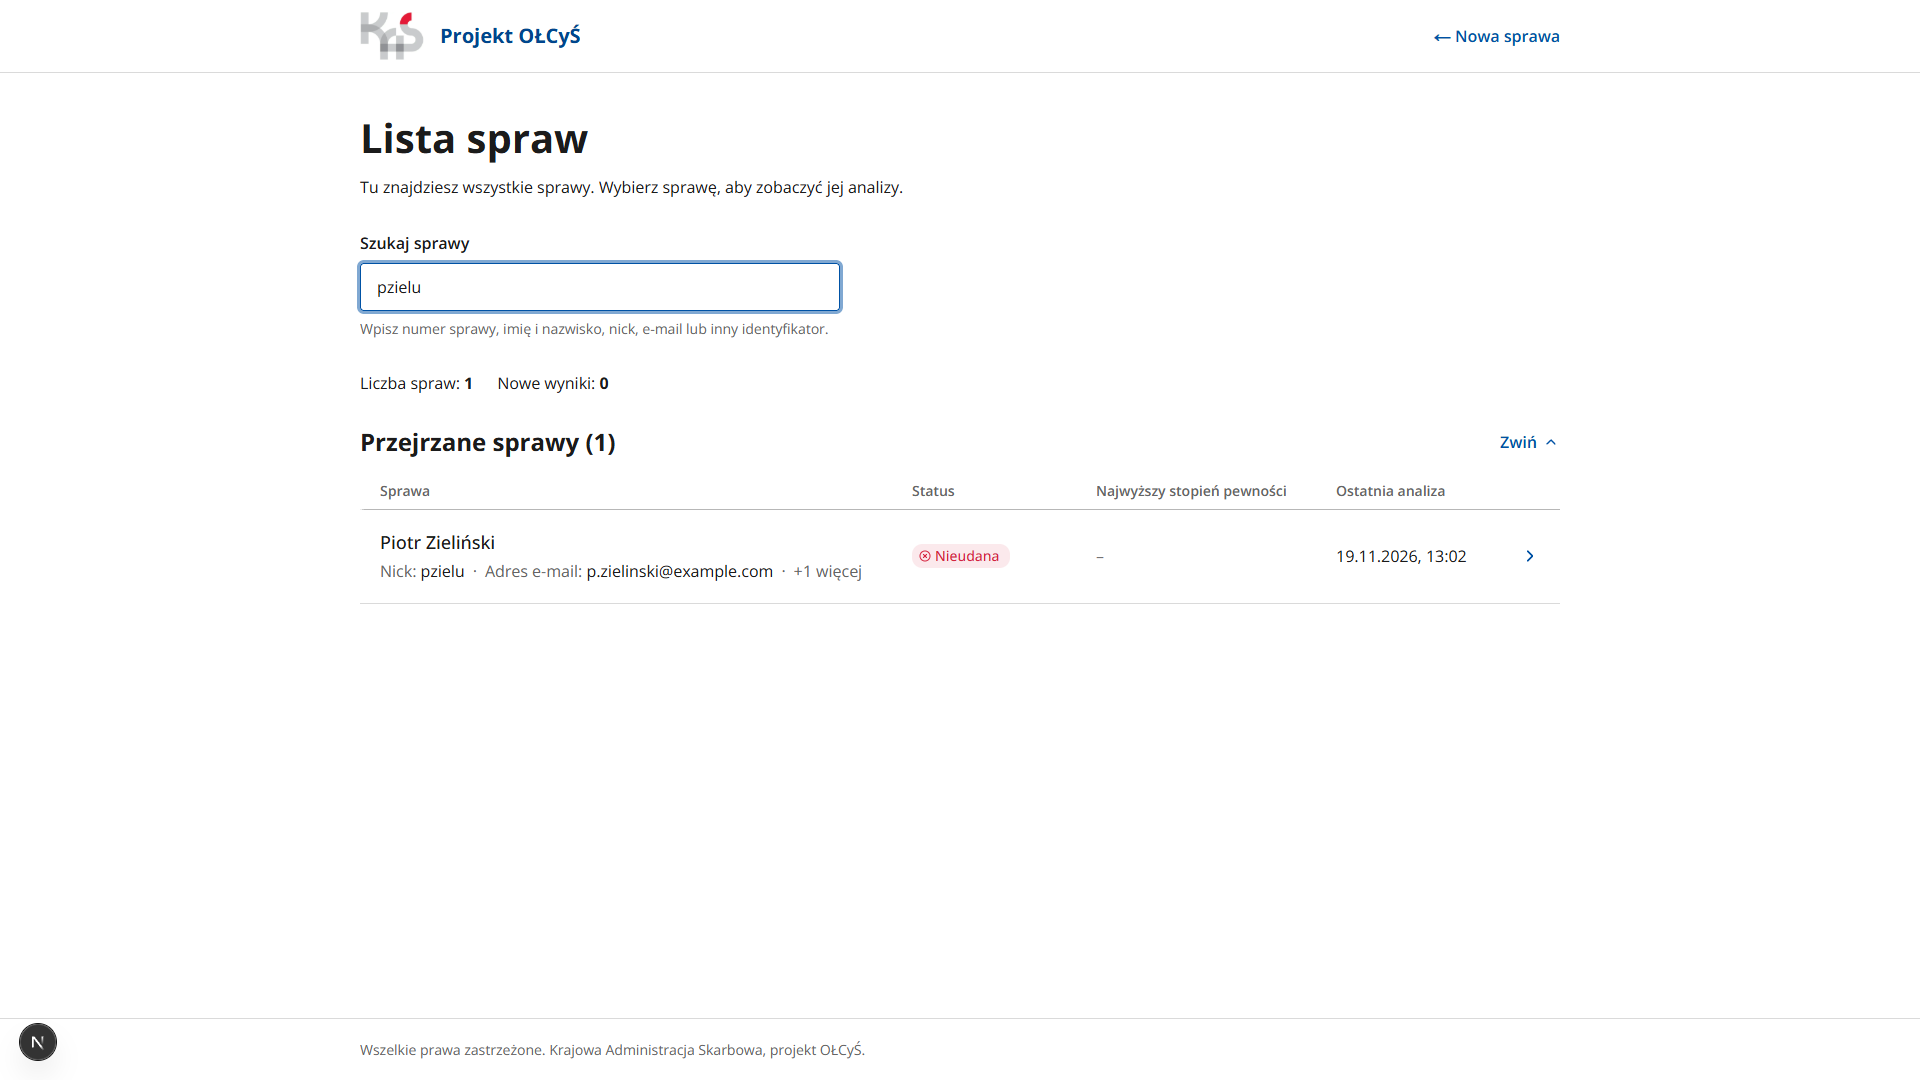 KAS
Projekt OŁCyŚ
← Nowa sprawa
Lista spraw
Tu znajdziesz wszystkie sprawy. Wybierz sprawę, aby zobaczyć jej analizy.
Szukaj sprawy
pzielu
Wpisz numer sprawy, imię i nazwisko, nick, e-mail lub inny identyfikator.
Liczba spraw: 1 Nowe wyniki: 0
Przejrzane sprawy (1) Zwiń
Sprawa Status Najwyższy stopień pewności Ostatnia analiza
Piotr Zieliński
Nick: pzielu · Adres e-mail: p.zielinski@example.com · +1 więcej
Nieudana – 19.11.2026, 13:02
N
Wszelkie prawa zastrzeżone. Krajowa Administracja Skarbowa, projekt OŁCyŚ.